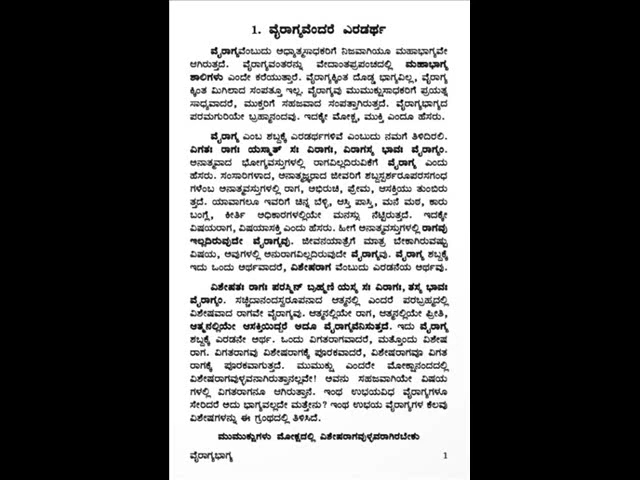 1. ವೈರಾಗ್ಯವೆಂದರೆ ಎರಡರ್ಥ
ವೈರಾಗ್ಯವೆಂಬುದು ಅಧ್ಯಾತ್ಮಸಾಧಕರಿಗೆ ನಿಜವಾಗಿಯೂ ಮಹಾಭಾಗ್ಯವೇ
ಆಗಿರುತ್ತದೆ. ವೈರಾಗ್ಯವಂತರನ್ನು ವೇದಾಂತಪ್ರಪಂಚದಲ್ಲಿ ಮಹಾಭಾಗ್ಯ
ಶಾಲಿಗಳು ಎಂದೇ ಕರೆಯುತ್ತಾರೆ. ವೈರಾಗ್ಯಕ್ಕಿಂತ ದೊಡ್ಡ ಭಾಗ್ಯವಿಲ್ಲ, ವೈರಾಗ್ಯ
ಕ್ಕಿಂತ ಮಿಗಿಲಾದ ಸಂಪತ್ತೂ ಇಲ್ಲ. ವೈರಾಗ್ಯವು ಮುಮುಕ್ಷುಸಾಧಕರಿಗೆ ಪ್ರಯತ್ನ
ಸಾಧ್ಯವಾದರೆ, ಮುಕ್ತರಿಗೆ ಸಹಜವಾದ ಸಂಪತ್ತಾಗಿರುತ್ತದೆ. ವೈರಾಗ್ಯಭಾಗ್ಯದ
ಪರಮಗುರಿಯೇ ಬ್ರಹ್ಮಾನಂದವು. ಇದಕ್ಕೇ ಮೋಕ್ಷ, ಮುಕ್ತಿ ಎಂದೂ ಹೆಸರು.
ವೈರಾಗ್ಯ ಎಂಬ ಶಬ್ದಕ್ಕೆ ಎರಡರ್ಥಗಳಿವೆ ಎಂಬುದು ನಮಗೆ ತಿಳಿದಿರಲಿ.
ವಿಗತಃ ರಾಗಃ ಯಸ್ಮಾತ್ ಸಃ ವಿರಾಗಃ, ವಿರಾಗಸ್ಯ ಭಾವಃ ವೈರಾಗ್ಯಂ.
ಅನಾತ್ಮವಾದ ಭೋಗ್ಯವಸ್ತುಗಳಲ್ಲಿ ರಾಗವಿಲ್ಲದಿರುವಿಕೆಗೆ ವೈರಾಗ್ಯ ಎಂದು
ಹೆಸರು. ಸಂಸಾರಿಗಳಾದ, ಅನಾತ್ಮಜ್ಞರಾದ ಜೀವರಿಗೆ ಶಬ್ದಸ್ಪರ್ಶರೂಪರಸಗಂಧ
ಗಳೆಂಬ ಅನಾತ್ಮವಸ್ತುಗಳಲ್ಲಿ ರಾಗ, ಅಭಿರುಚಿ, ಪ್ರೇಮ, ಆಸಕ್ತಿಯು ತುಂಬಿರು
ತ್ತದೆ. ಯಾವಾಗಲೂ ಇವರಿಗೆ ಚಿನ್ನ ಬೆಳ್ಳಿ, ಆಸ್ತಿ ಪಾಸ್ತಿ, ಮನೆ ಮಠ, ಕಾರು
ಬಂಗ್ಲೆ, ಕೀರ್ತಿ ಅಧಿಕಾರಗಳಲ್ಲಿಯೇ ಮನಸ್ಸು ನೆಟ್ಟಿರುತ್ತದೆ. ಇದಕ್ಕೇ
ವಿಷಯರಾಗ, ವಿಷಯಾಸಕ್ತಿ ಎಂದು ಹೆಸರು. ಹೀಗೆ ಅನಾತ್ಮವಸ್ತುಗಳಲ್ಲಿ ರಾಗವು
ಇಲ್ಲದಿರುವುದೇ ವೈರಾಗ್ಯವು. ಜೀವನಯಾತ್ರೆಗೆ ಮಾತ್ರ ಬೇಕಾಗಿರುವಷ್ಟು
ವಿಷಯ, ಅವುಗಳಲ್ಲಿ ಅನುರಾಗವಿಲ್ಲದಿರುವುದೇ ವೈರಾಗ್ಯವು. ವೈರಾಗ್ಯ ಶಬ್ದಕ್ಕೆ
ಇದು ಒಂದು ಅರ್ಥವಾದರೆ, ವಿಶೇಷರಾಗ ವೆಂಬುದು ಎರಡನೆಯ ಅರ್ಥವು.
ವಿಶೇಷತಃ ರಾಗಃ ಪರಸ್ಮಿನ್ ಬ್ರಹ್ಮಣಿ ಯಸ್ಯ ಸಃ ವಿರಾಗಃ, ತಸ್ಯ ಭಾವಃ
ವೈರಾಗ್ಯಂ. ಸಚ್ಚಿದಾನಂದಸ್ವರೂಪನಾದ ಆತ್ಮನಲ್ಲಿ ಎಂದರೆ ಪರಬ್ರಹ್ಮದಲ್ಲಿ
ವಿಶೇಷವಾದ ರಾಗವೇ ವೈರಾಗ್ಯವು. ಆತ್ಮನಲ್ಲಿಯೇ ರಾಗ, ಆತ್ಮನಲ್ಲಿಯೇ ಪ್ರೀತಿ,
ಆತ್ಮನಲ್ಲಿಯೇ ಆಸಕ್ತಿಯಿದ್ದರೆ ಅದೂ ವೈರಾಗ್ಯವೆನಿಸುತ್ತದೆ. ಇದು ವೈರಾಗ್ಯ
ಶಬ್ದಕ್ಕೆ ಎರಡನೇ ಅರ್ಥ. ಒಂದು ವಿಗತರಾಗವಾದರೆ, ಮತ್ತೊಂದು ವಿಶೇಷ
ರಾಗ. ವಿಗತರಾಗವು ವಿಶೇಷರಾಗಕ್ಕೆ ಪೂರಕವಾದರೆ, ವಿಶೇಷರಾಗವೂ ವಿಗತ
ರಾಗಕ್ಕೆ ಪೂರಕವಾಗುತ್ತದೆ. ಮುಮುಕ್ಷು ಎಂದರೇ ಮೋಕ್ಷಾನಂದದಲ್ಲಿ
ವಿಶೇಷರಾಗವುಳ್ಳವನಾಗಿರುತ್ತಾನಲ್ಲವೇ! ಅವನು ಸಹಜವಾಗಿಯೇ ವಿಷಯ
ಗಳಲ್ಲಿ ವಿಗತರಾಗನೂ ಆಗಿರುತ್ತಾನೆ. ಇಂಥ ಉಭಯವಿಧ ವೈರಾಗ್ಯಗಳೂ
ಸೇರಿದರೆ ಅದು ಭಾಗ್ಯವಲ್ಲದೇ ಮತ್ತೇನು? ಇಂಥ ಉಭಯ ವೈರಾಗ್ಯಗಳ ಕೆಲವು
ವಿಶೇಷಗಳನ್ನು ಈ ಗ್ರಂಥದಲ್ಲಿ ತಿಳಿಸಿದೆ.
ಮುಮುಕ್ಷುಗಳು ಮೋಕ್ಷದಲ್ಲಿ ವಿಶೇಷರಾಗವುಳ್ಳವರಾಗಿರಬೇಕು
ವೈರಾಗ್ಯಭಾಗ್ಯ 1